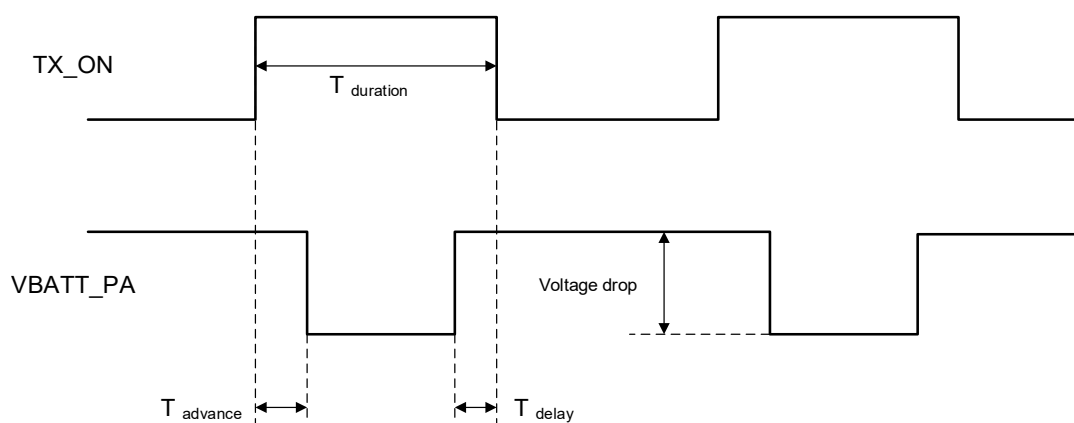 TX_ON
T duration
VBATT_PA
Voltage drop
T advance
T delay